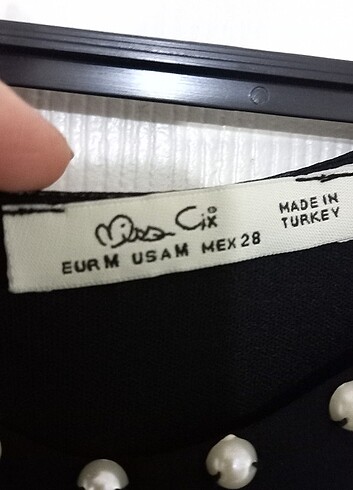 Miss Cix
EUR M USA M MEX 28
MADE IN
TURKEY